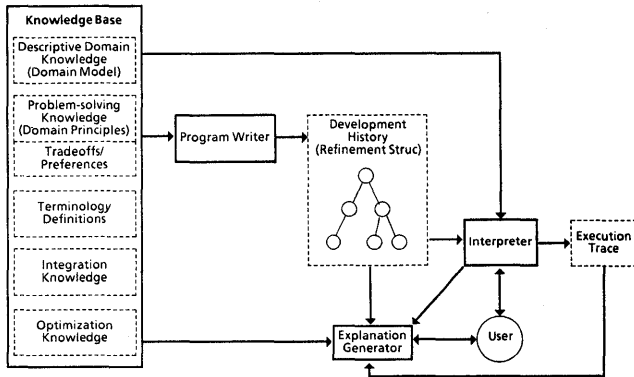 Knowledge Base
Descriptive Domain
Knowledge
(Domain Model)
Problem-solving
Knowledge
(Domain Principles)
Tradeoffs/
Preferences
Terminology
Definitions
Integration
Knowledge
Optimization
Knowledge
Program Writer
Development
History
(Refinement Struc)
Interpreter
Execution
Trace
Explanation
Generator
User